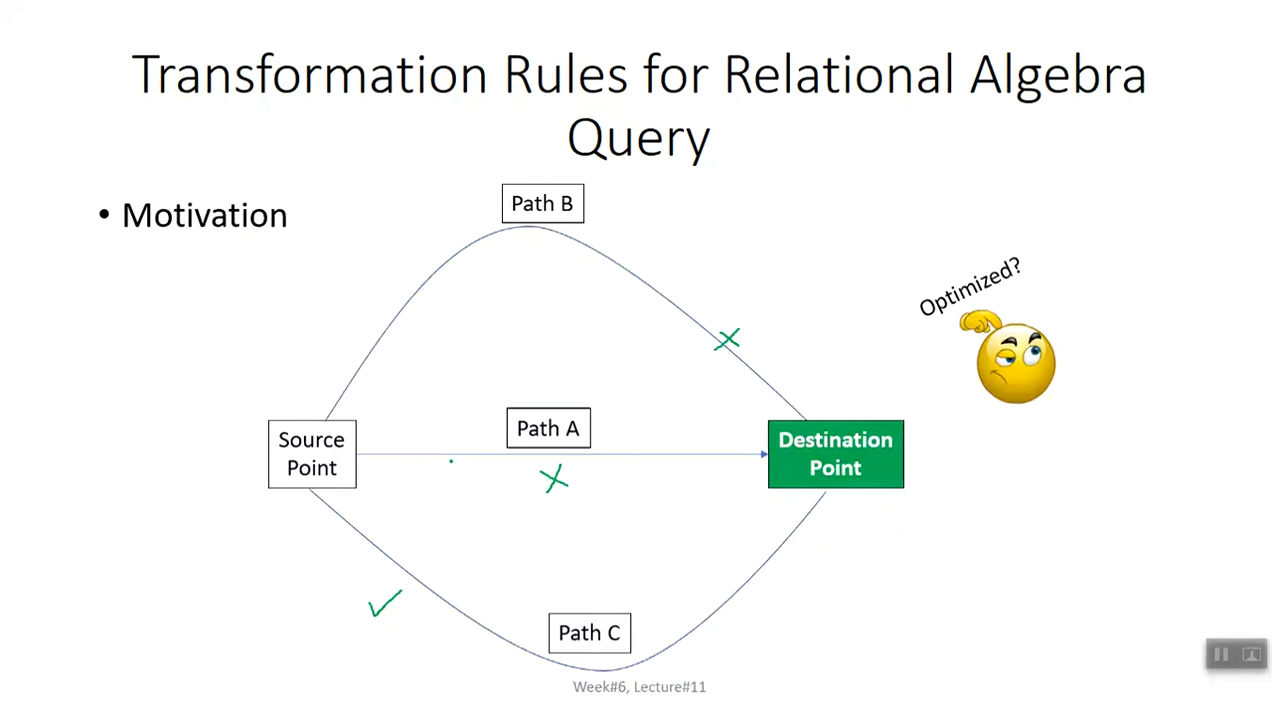 Transformation Rules for Relational Algebra
Query
• Motivation
Path B
Optimized?
Path A
Source
Point
Destination
Point
Path C
Week#6, Lecture#11